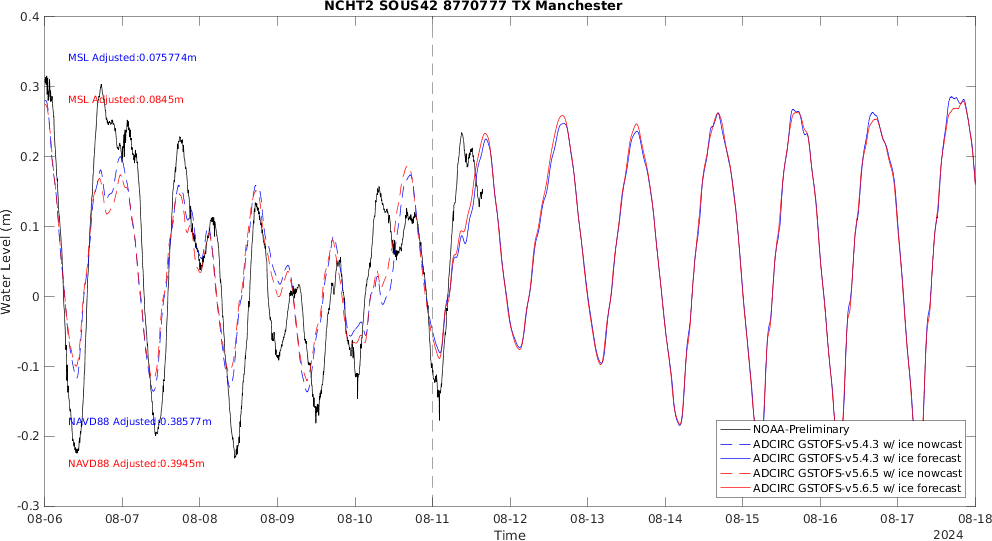 NCHT2 SOUS42 8770777 TX Manchester
0.4
0.3
0.2
0.1
0
-0.1
-0.2
-0.3
Water Level (m)
MSL Adjusted:0.075774m
MSL Adjusted:0.0845m
NAVD88 Adjusted:0.38577m
NAVD88 Adjusted:0.3945m
NOAA-Preliminary
ADCIRC GSTOFS-v5.4.3 w/ ice nowcast
ADCIRC GSTOFS-v5.4.3 w/ ice forecast
ADCIRC GSTOFS-v5.6.5 w/ ice nowcast
ADCIRC GSTOFS-v5.6.5 w/ ice forecast
08-06 08-07 08-08 08-09 08-10 08-11 08-12 08-13 08-14 08-15 08-16 08-17 08-18
Time
2024